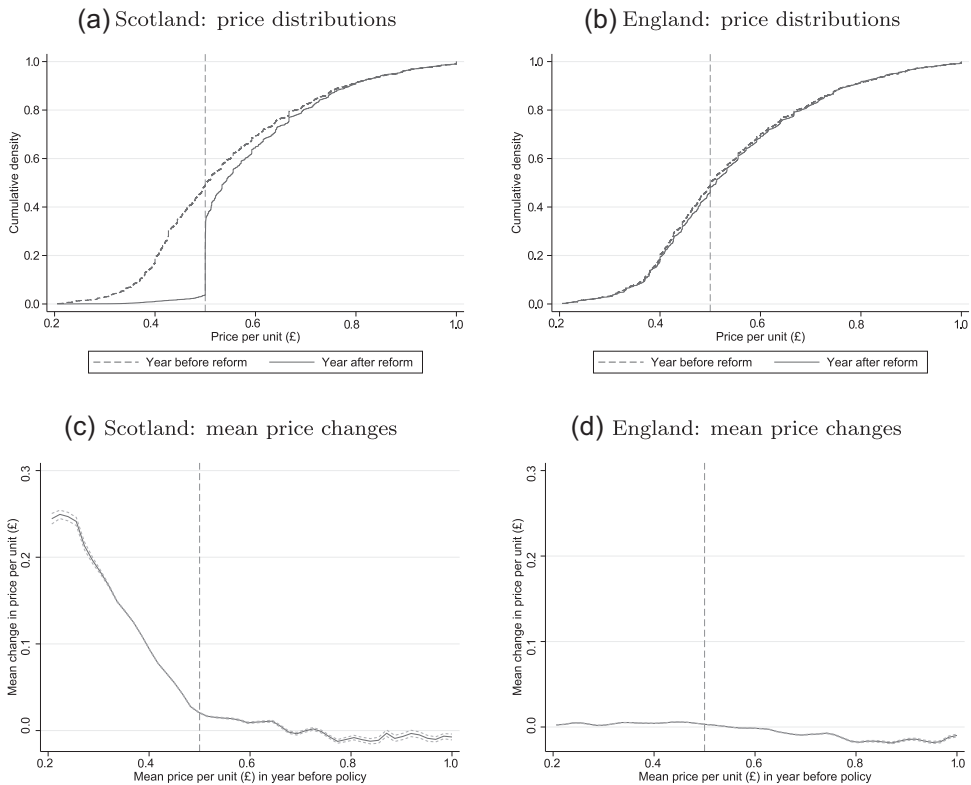 (a) Scotland: price distributions
Cumulative density
1.0
0.8
0.6
0.4
0.2
0.0
0.2 0.4 0.6 0.8 1.0
Price per unit (£)
Year before reform Year after reform
(b) England: price distributions
Cumulative density
1.0
0.8
0.6
0.4
0.2
0.0
0.2 0.4 0.6 0.8 1.0
Price per unit (£)
Year before reform Year after reform
(c) Scotland: mean price changes
Mean change in price per unit (£)
0.3
0.2
0.1
0.0
0.2 0.4 0.6 0.8 1.0
Mean price per unit (£) in year before policy
(d) England: mean price changes
Mean change in price per unit (£)
0.3
0.2
0.1
0.0
0.2 0.4 0.6 0.8 1.0
Mean price per unit (£) in year before policy